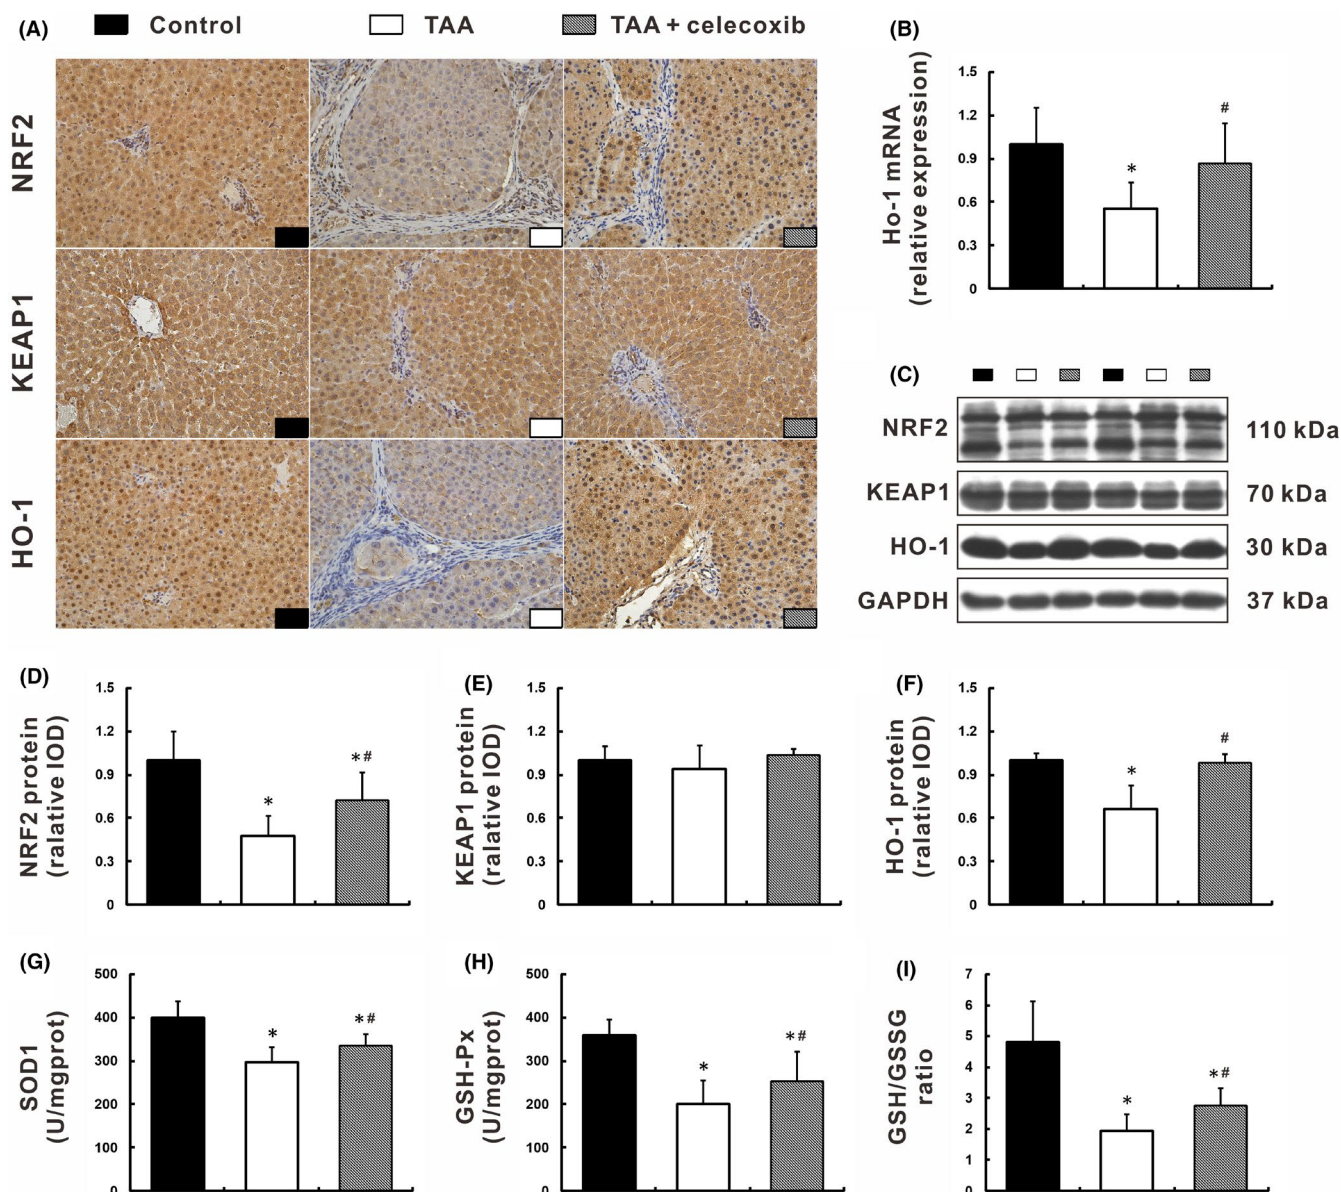 (A) Control TAA TAA + celecoxib
NRF2
KEAP1
HO-1
(B)
Ho-1 mRNA
(relative expression)
1.5
1.2
0.9
0.6
0.3
0
*
#
(C)
NRF2 110 kDa
KEAP1 70 kDa
HO-1 30 kDa
GAPDH 37 kDa
(D)
NRF2 protein
(ralative IOD)
1.5
1.2
0.9
0.6
0.3
0
*
*#
(E)
KEAP1 protein
(ralative IOD)
1.5
1.2
0.9
0.6
0.3
0
(F)
HO-1 protein
(ralative IOD)
1.5
1.2
0.9
0.6
0.3
0
*
#
(G)
SOD1
(U/mgprot)
500
400
300
200
100
0
*
*#
(H)
GSH-Px
(U/mgprot)
500
400
300
200
100
0
*
*#
(I)
GSH/GSSG
ratio
7
6
5
4
3
2
1
0
*
*#